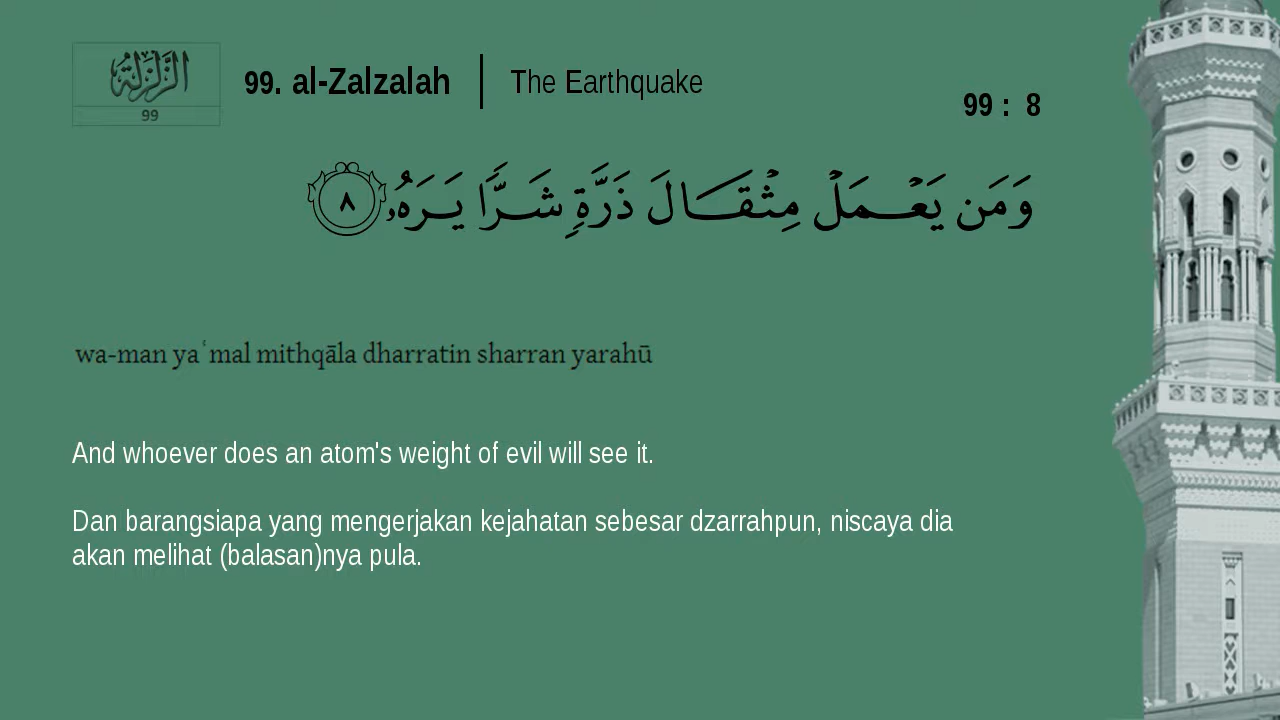 الزلزلة
99
99. al-Zalzalah | The Earthquake
99 : 8
وَمَن يَعْمَلْ مِثْقَالَ ذَرَّةٍ شَرًّا يَرَهُۥ ٨
wa-man yaʿmal mithqāla dharratin sharran yarahū
And whoever does an atom's weight of evil will see it.
Dan barangsiapa yang mengerjakan kejahatan sebesar dzarrahpun, niscaya dia
akan melihat (balasan)nya pula.